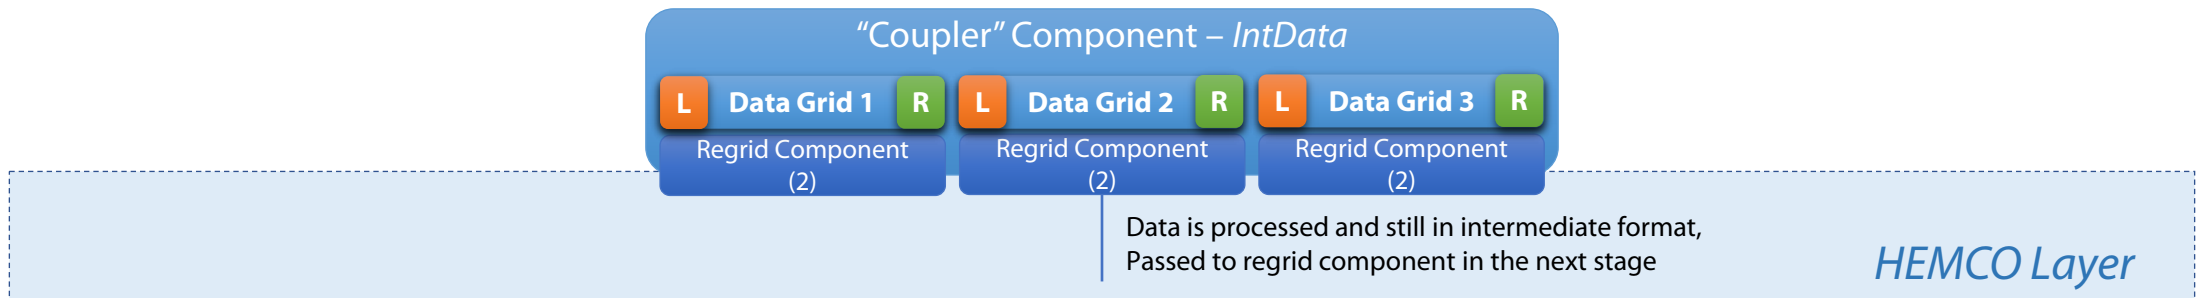 “Coupler” Component – IntData
L Data Grid 1 R L Data Grid 2 R L Data Grid 3 R
Regrid Component Regrid Component Regrid Component
(2) (2) (2)
Data is processed and still in intermediate format,
Passed to regrid component in the next stage
HEMCO Layer